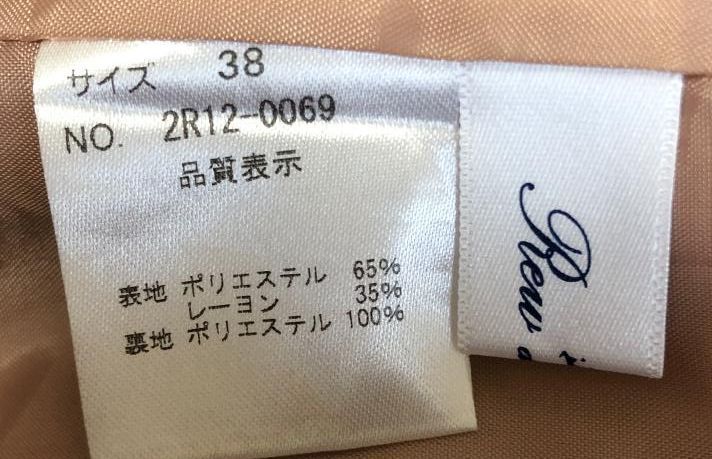 サイズ 38
NO. 2R12-0069
品質表示
表地 ポリエステル 65%
レーヨン 35%
裏地 ポリエステル 100%
Rew